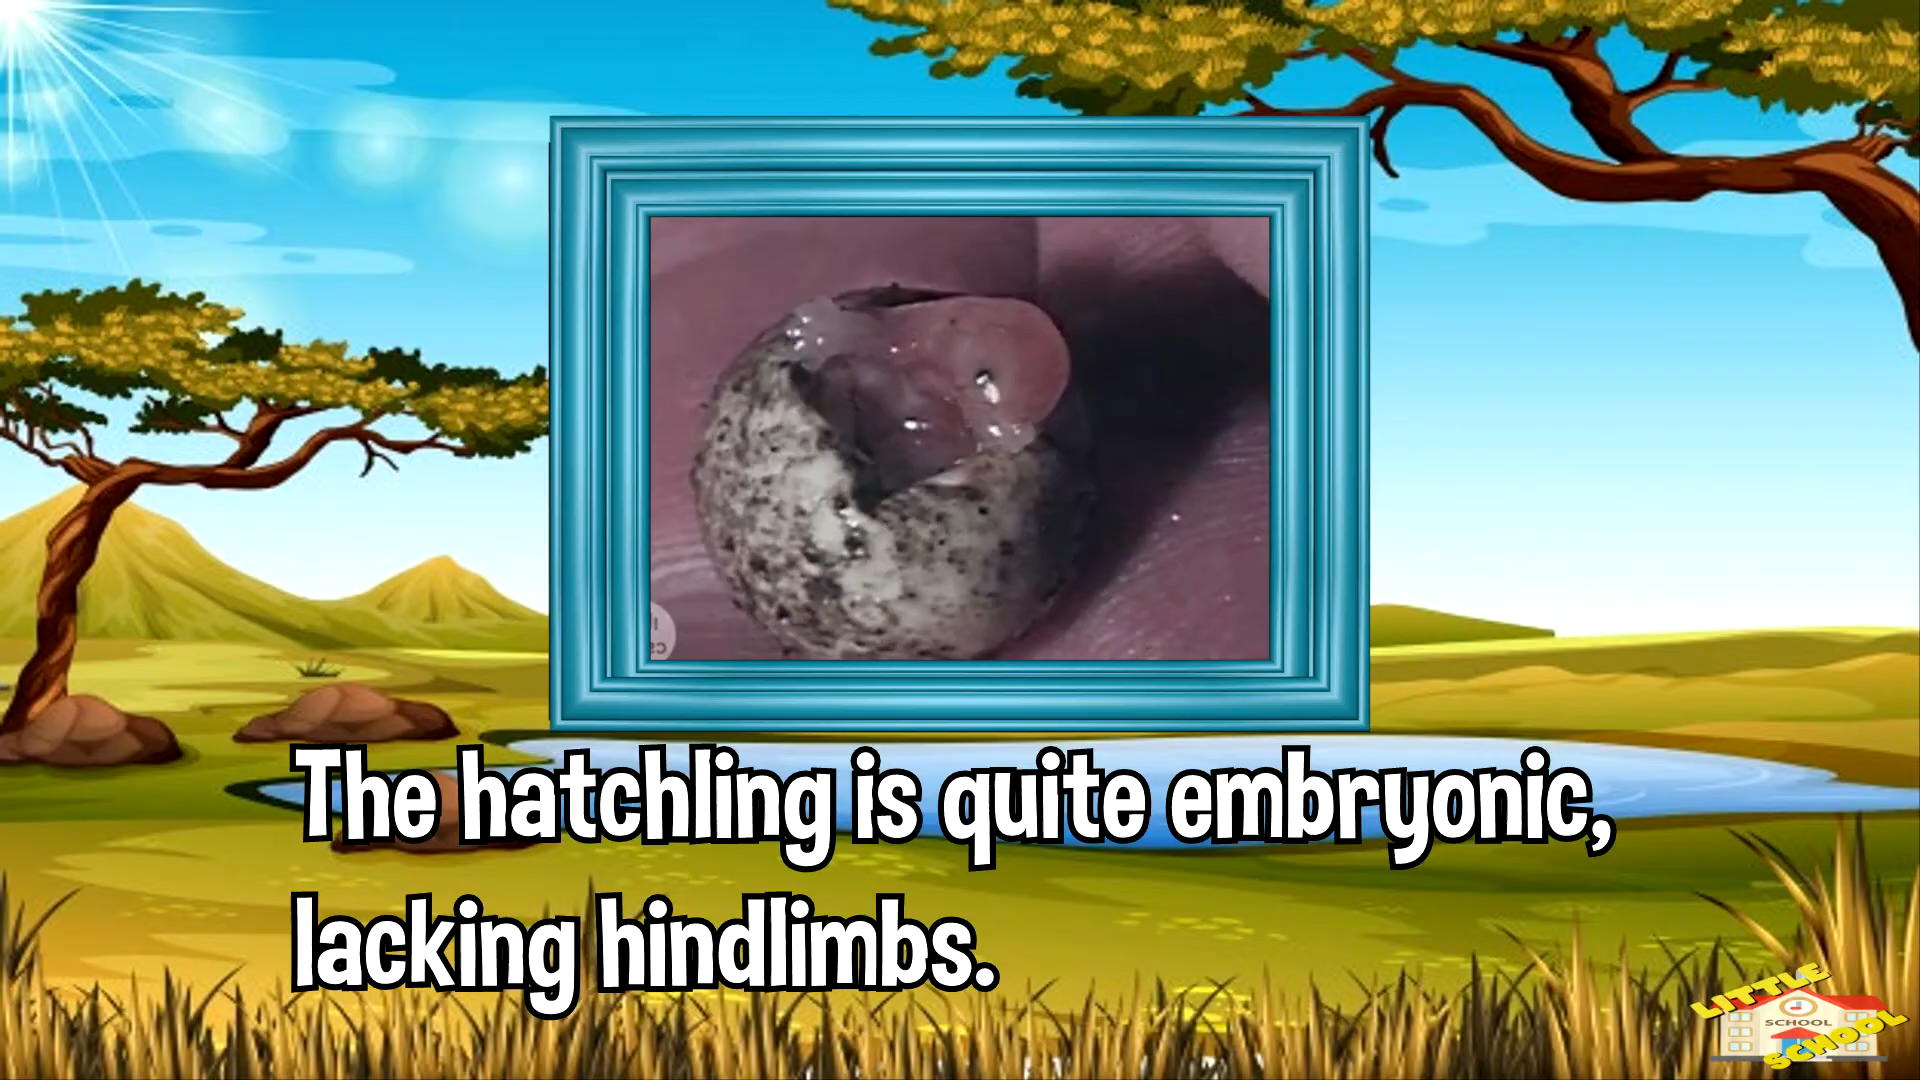 The hatchling is quite embryonic,
lacking hindlimbs.
LITTLE
SCHOOL
SCHOOL